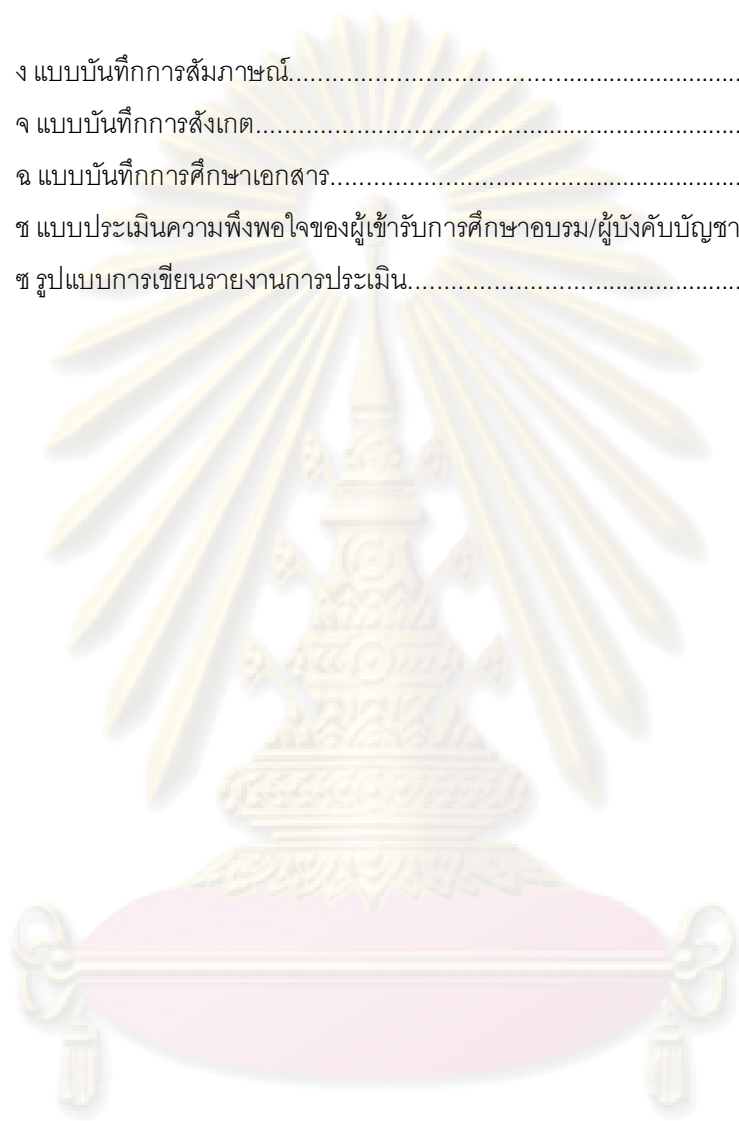 ง แบบบันทึกการสัมภาษณ์..........................................................................
จ แบบบันทึกการสังเกต..............................................................................
ฉ แบบบันทึกการศึกษาเอกสาร....................................................................
ช แบบประเมินความพึงพอใจของผู้เข้ารับการศึกษาอบรม/ผู้บังคับบัญชา
ซ รูปแบบการเขียนรายงานการประเมิน........................................................